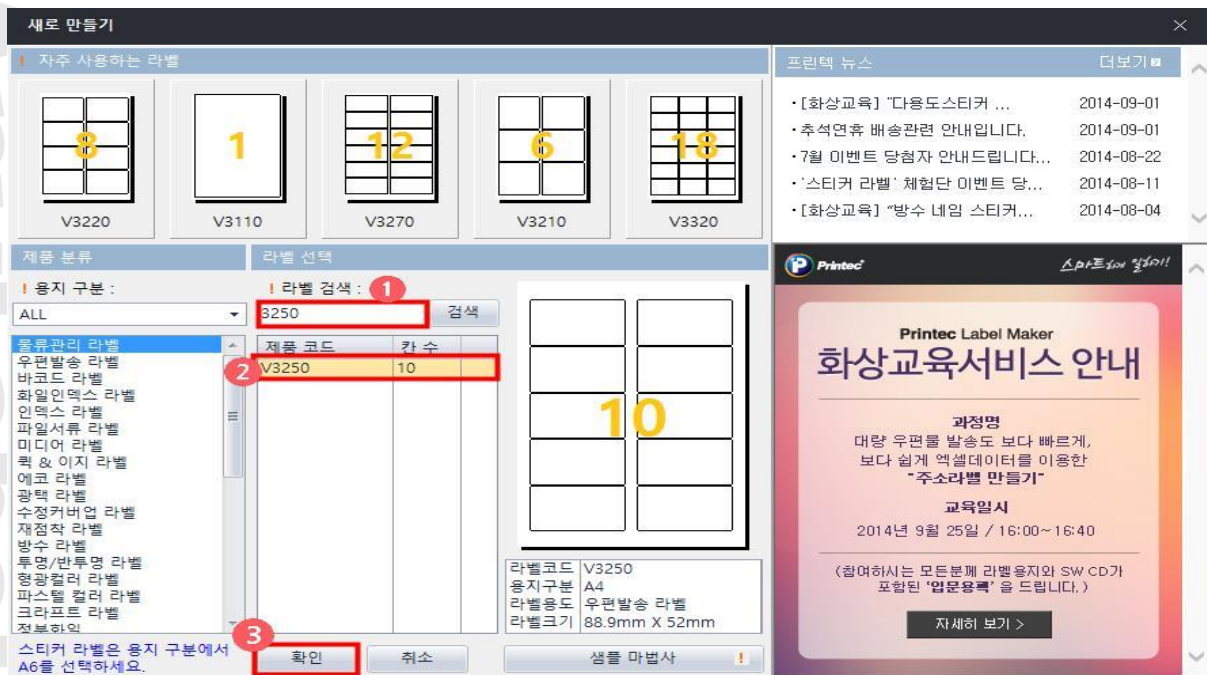 새로 만들기
! 자주 사용하는 라벨
8
1
12
6
18
V3220
V3110
V3270
V3210
V3320
프린텍 뉴스 더보기
·[화상교육] "다용도스티커 ... 2014-09-01
·추석연휴 배송관련 안내입니다. 2014-09-01
·7월 이벤트 당첨자 안내드립니다... 2014-08-22
·'스티커 라벨' 체험단 이벤트 당... 2014-08-11
·[화상교육] "방수 네임 스티커... 2014-08-04
제품 분류
! 용지 구분 :
ALL
물류관리 라벨
우편발송 라벨
바코드 라벨
화일인덱스 라벨
인덱스 라벨
파일서류 라벨
미디어 라벨
퀵 & 이지 라벨
에코 라벨
광택 라벨
수정커버업 라벨
재점착 라벨
방수 라벨
투명/반투명 라벨
형광컬러 라벨
파스텔 컬러 라벨
크라프트 라벨
정부화일
스티커 라벨은 용지 구분에서
A6를 선택하세요.
라벨 선택
! 라벨 검색 : 1
3250 검색
제품 코드 칸 수
2 V3250 10
3
확인 취소
10
라벨코드 V3250
용지구분 A4
라벨용도 우편발송 라벨
라벨크기 88.9mm X 52mm
샘플 마법사 !
Printec 스마트하게 일하기!!
Printec Label Maker
화상교육서비스 안내
과정명
대량 우편물 발송도 보다 빠르게,
보다 쉽게 엑셀데이터를 이용한
"주소라벨 만들기"
교육일시
2014년 9월 25일 / 16:00~16:40
(참여하시는 모든분께 라벨용지와 SW CD가
포함된 '입문용팩' 을 드립니다.)
자세히 보기 >